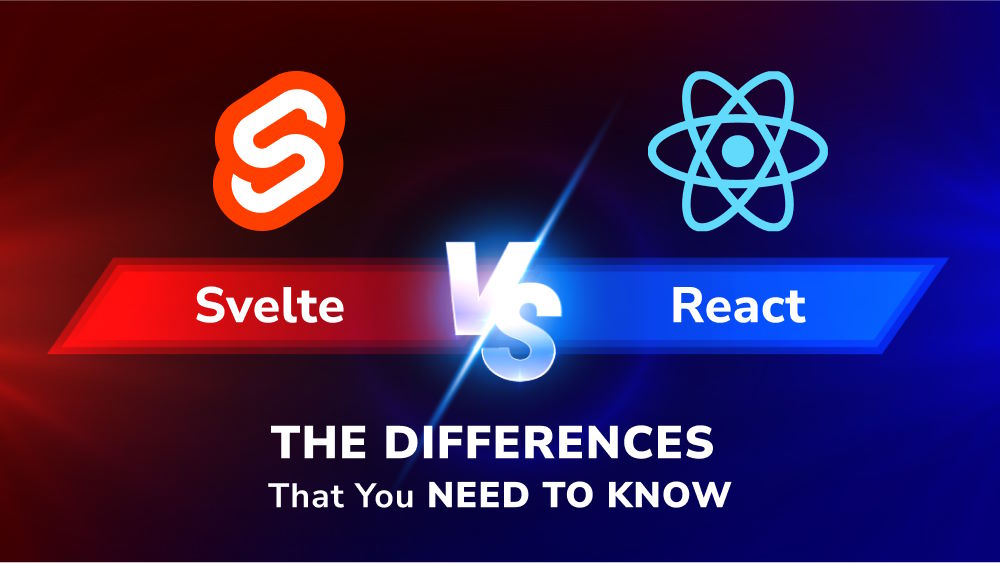 Svelte
VS
React
THE DIFFERENCES
That You NEED TO KNOW